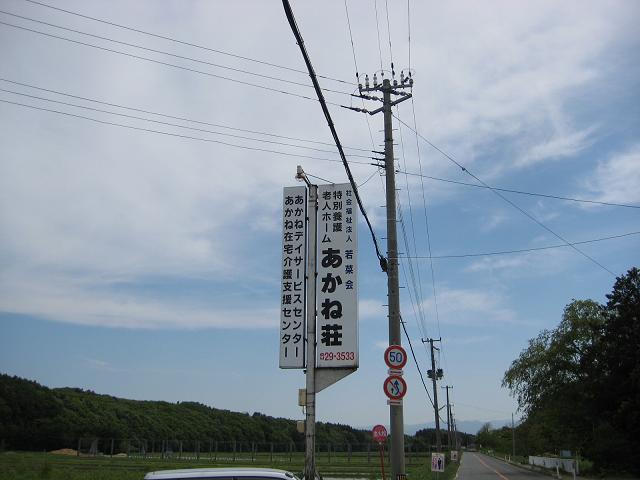 社会福祉法人 若菜会
特別養護
老人ホーム
あかね荘
☎29-3533
あかねデイサービスセンター
あかね在宅介護支援センター
50